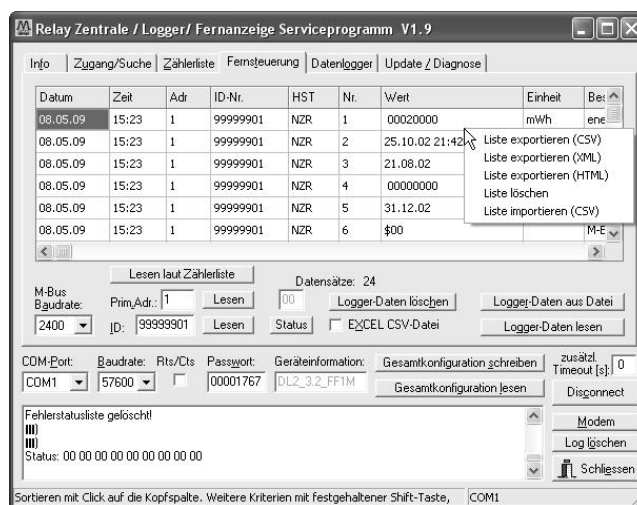 Relay Zentrale / Logger/ Fernanzeige Serviceprogramm V1.9
Info Zugang/Suche Zählerliste Fernsteuerung Datenlogger Update / Diagnose
Datum Zeit Adr ID-Nr. HST Nr. Wert Einheit
08.05.09 15:23 1 99999901 NZR 1 00020000 mWh ene
08.05.09 15:23 1 99999901 NZR 2 25.10.02 21:42
08.05.09 15:23 1 99999901 NZR 3 21.08.02
08.05.09 15:23 1 99999901 NZR 4 00000000
08.05.09 15:23 1 99999901 NZR 5 31.12.02
08.05.09 15:23 1 99999901 NZR 6 $00
Liste exportieren (CSV)
Liste exportieren (XML)
Liste exportieren (HTML)
Liste löschen
Liste importieren (CSV)
Lesen laut Zählerliste Datensätze: 24
M-Bus Baudrate: Prim.Adr.: 1 Lesen 00 Logger-Daten löschen Logger-Daten aus Datei
2400 ID: 99999901 Lesen Status EXCEL CSV-Datei Logger-Daten lesen
COM-Port: Baudrate: Rts/Cts Passwort: Geräteinformation: Gesamtkonfiguration schreiben zusätzl. Timeout [s]: 0
COM1 57600 00001767 DL2_3.2_FF1M Gesamtkonfiguration lesen Disconnect
Fehlerstatusliste gelöscht!
Status: 00 00 00 00 00 00 00 00 00 00
Modem
Log löschen
Schliessen
Sortieren mit Click auf die Kopfspalte. Weitere Kriterien mit festgehaltener Shift-Taste, COM1